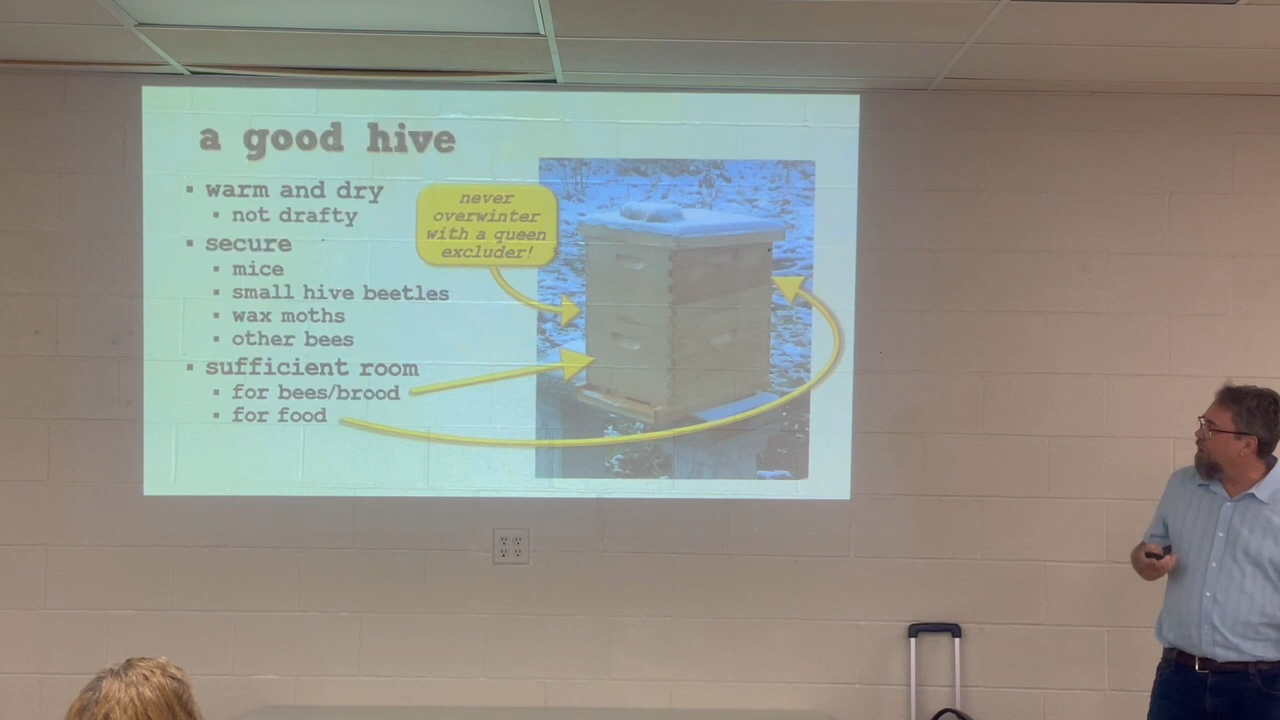 a good hive
▪ warm and dry
▪ not drafty
▪ secure
▪ mice
▪ small hive beetles
▪ wax moths
▪ other bees
▪ sufficient room
▪ for bees/brood
▪ for food
never
overwinter
with a queen
excluder!